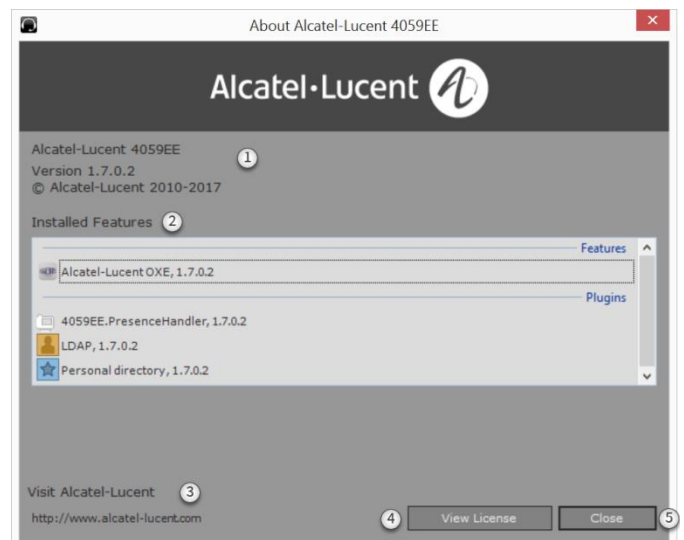 About Alcatel-Lucent 4059EE
Alcatel•Lucent
Alcatel-Lucent 4059EE
1
Version 1.7.0.2
© Alcatel-Lucent 2010-2017
Installed Features 2
Features
Alcatel-Lucent OXE, 1.7.0.2
Plugins
4059EE.PresenceHandler, 1.7.0.2
LDAP, 1.7.0.2
Personal directory, 1.7.0.2
Visit Alcatel-Lucent 3
http://www.alcatel-lucent.com 4 View License Close 5